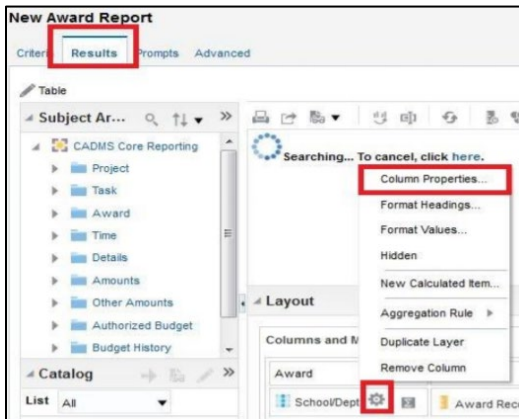 New Award Report
Criteria Results Prompts Advanced
Table
Subject Ar...
CADMS Core Reporting
Project
Task
Award
Time
Details
Amounts
Other Amounts
Authorized Budget
Budget History
Catalog
List All
Searching... To cancel, click here.
Column Properties...
Format Headings...
Format Values...
Hidden
New Calculated Item...
Aggregation Rule
Duplicate Layer
Remove Column
Layout
Columns and M
Award
School/Dept
Award Reco